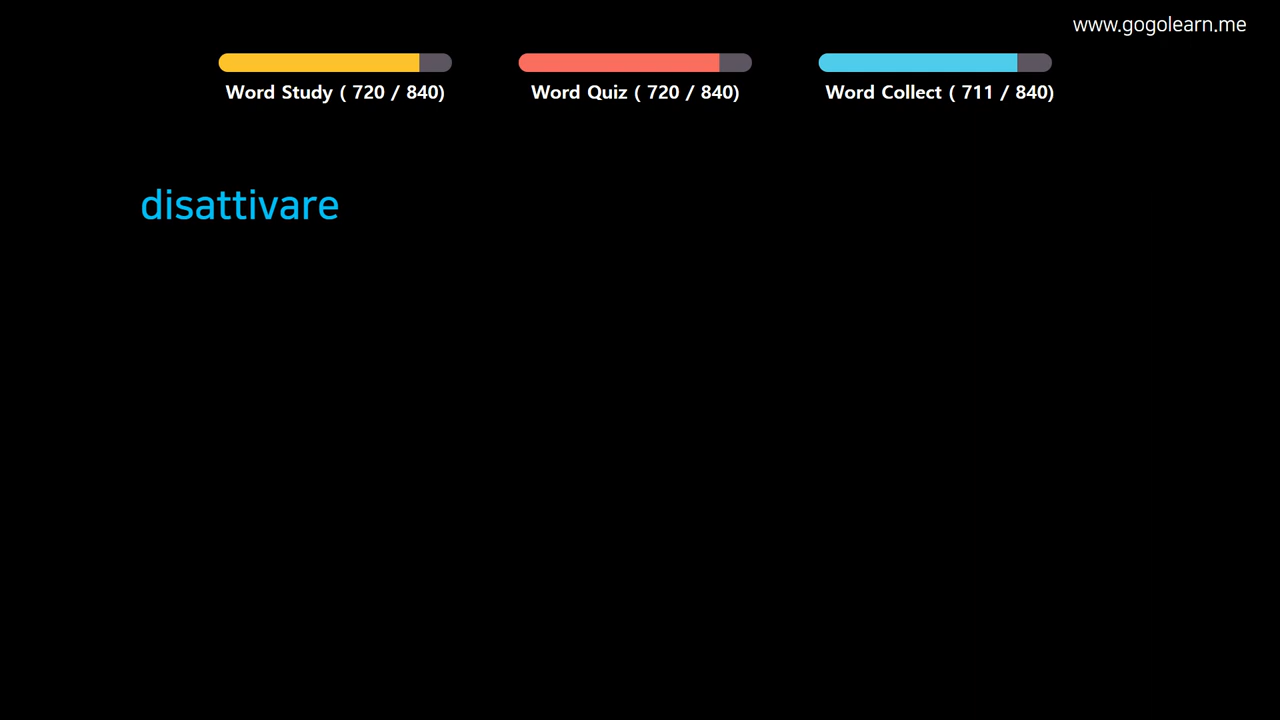 www.gogolearn.me
Word Study ( 720 / 840)
Word Quiz ( 720 / 840)
Word Collect ( 711 / 840)
disattivare